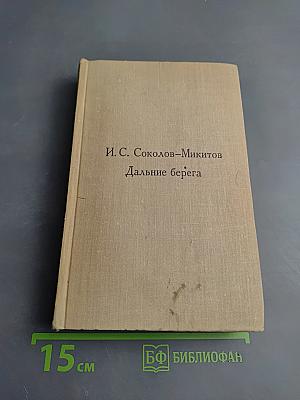 И. С. Соколов–Микитов
Дальние берега
15 см
БФ БИБЛИОФАН